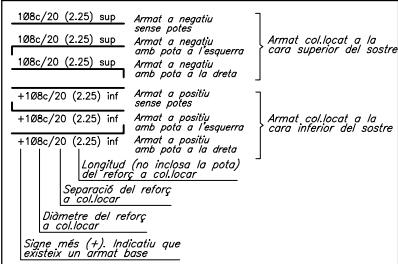 1Ø8c/20 (2.25) sup
Armat a negatiu
sense potes
1Ø8c/20 (2.25) sup
Armat a negatiu
amb pota a l'esquerra
1Ø8c/20 (2.25) sup
Armat a negatiu
amb pota a la dreta
Armat col.locat a la
cara superior del sostre
+1Ø8c/20 (2.25) inf
Armat a positiu
sense potes
+1Ø8c/20 (2.25) inf
Armat a positiu
amb pota a l'esquerra
+1Ø8c/20 (2.25) inf
Armat a positiu
amb pota a la dreta
Armat col.locat a la
cara inferior del sostre
Longitud (no inclosa la pota)
del reforç a col.locar
Separació del reforç
a col.locar
Diàmetre del reforç
a col.locar
Signe més (+). Indicatiu que
existeix un armat base